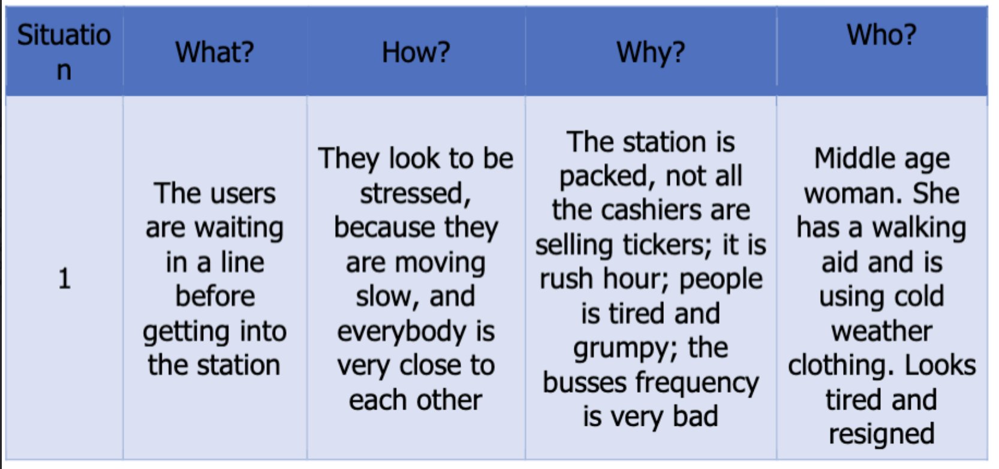 Situatio
n
What?
How?
Why?
Who?
1
The users
are waiting
in a line
before
getting into
the station
They look to be
stressed,
because they
are moving
slow, and
everybody is
very close to
each other
The station is
packed, not all
the cashiers are
selling tickers; it is
rush hour; people
is tired and
grumpy; the
busses frequency
is very bad
Middle age
woman. She
has a walking
aid and is
using cold
weather
clothing. Looks
tired and
resigned